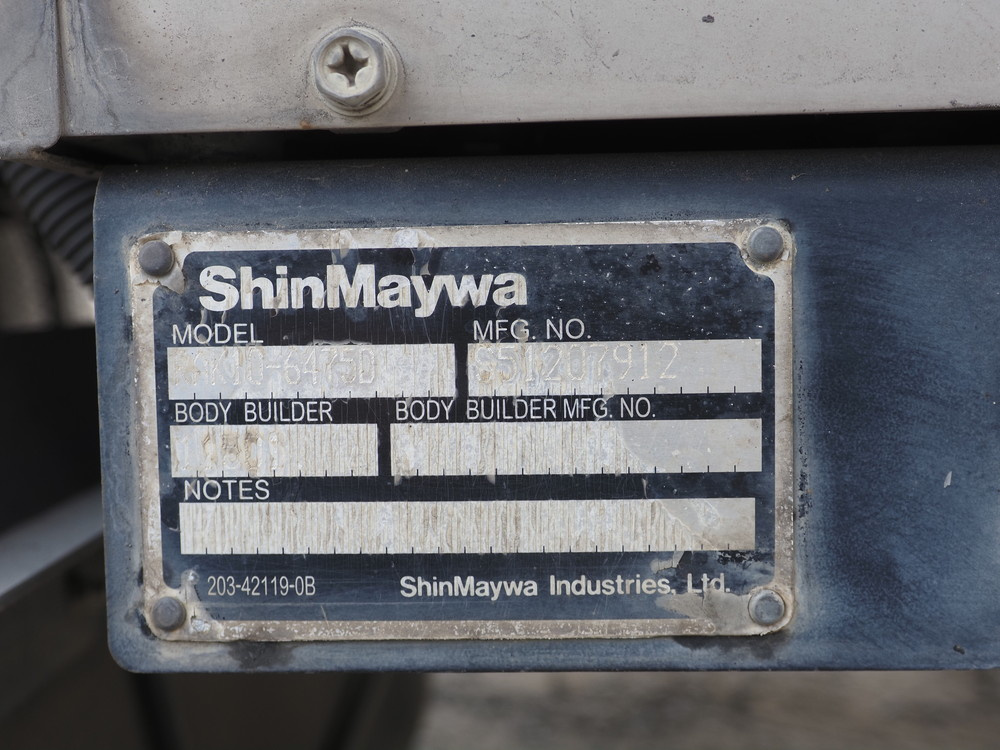 ShinMaywa
MODEL MFG. NO.
S51207912
BODY BUILDER BODY BUILDER MFG. NO.
NOTES
203-42119-0B ShinMaywa Industries, Ltd.